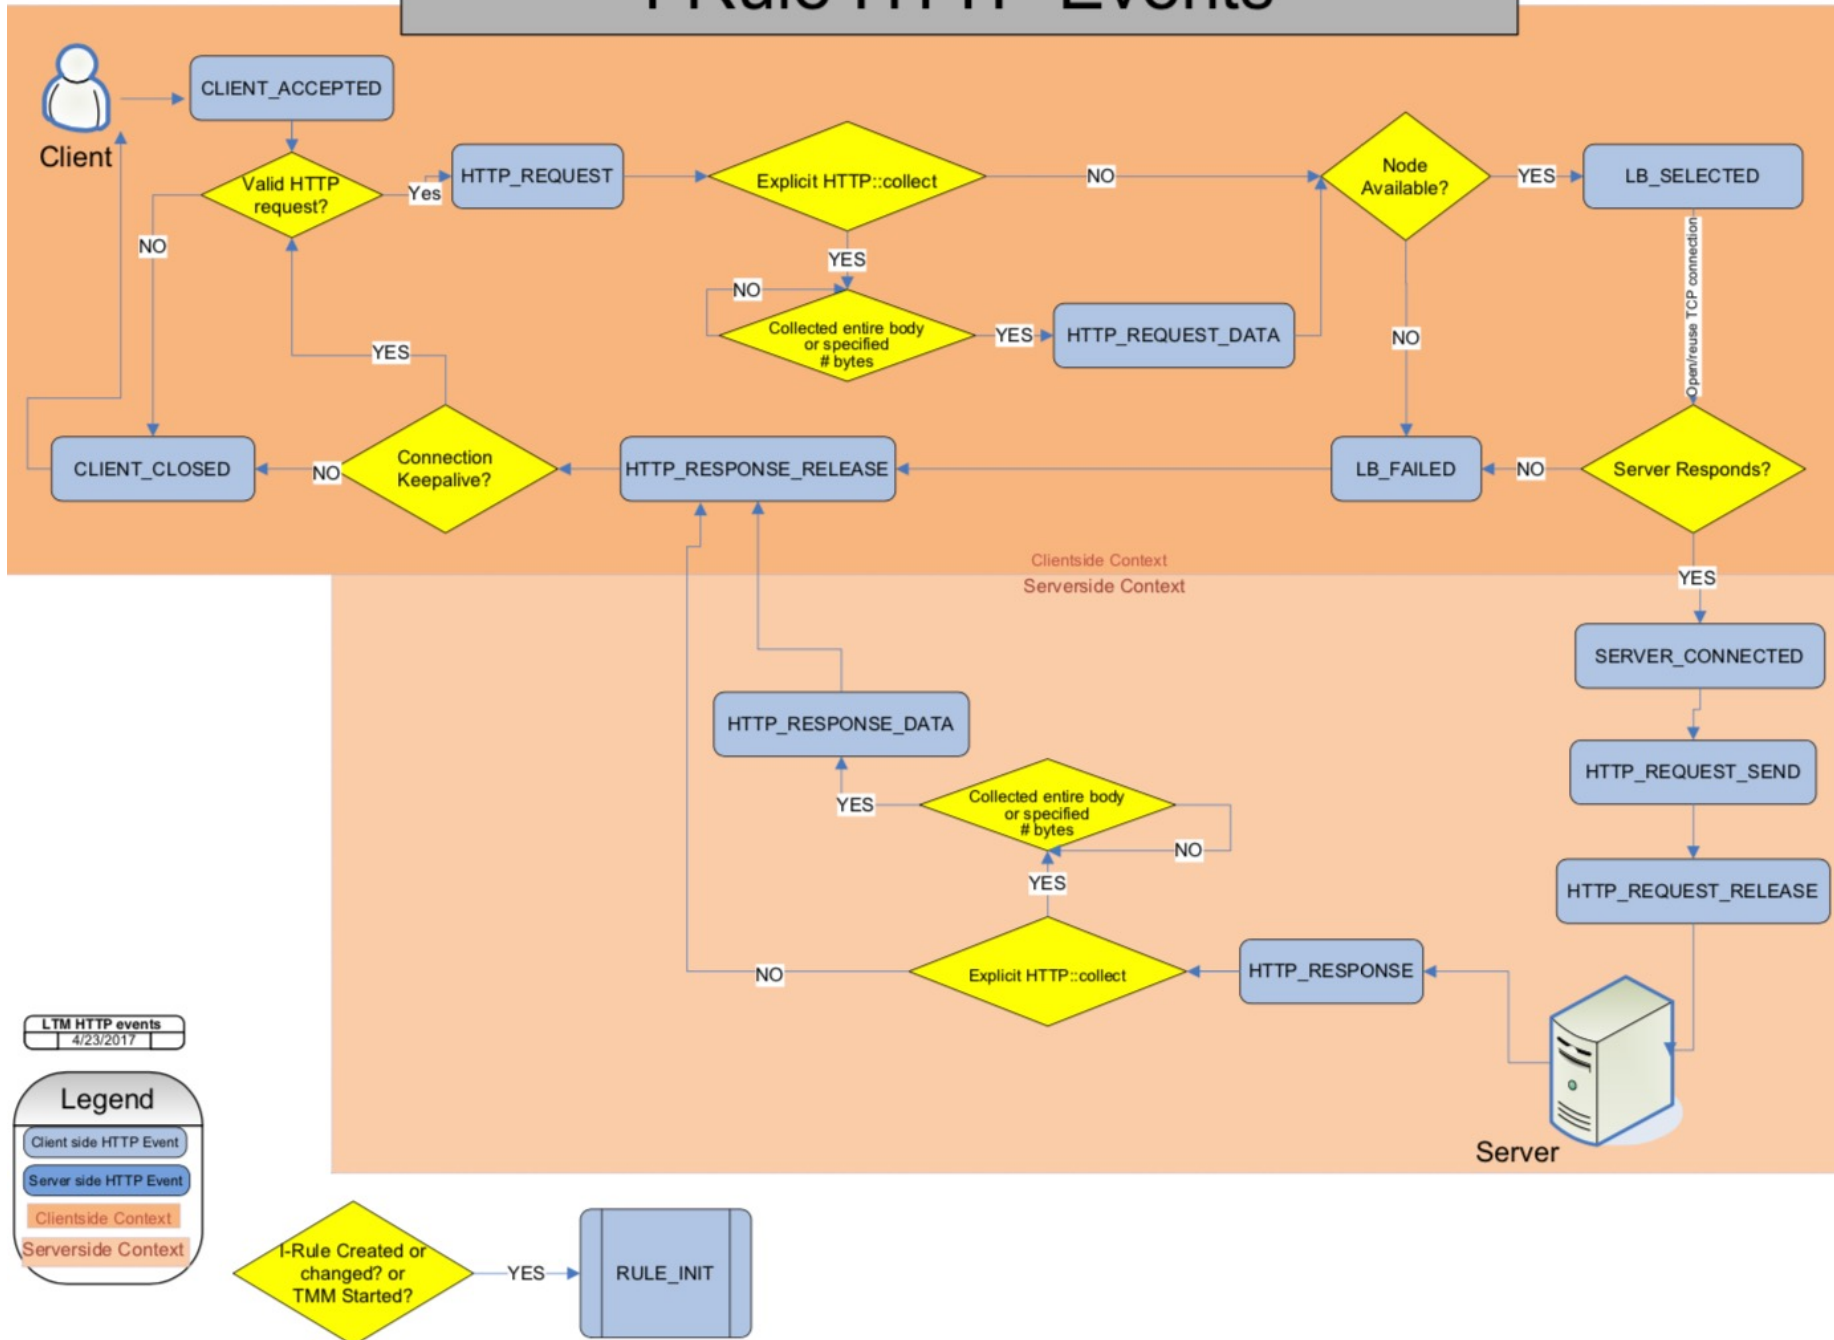 I-Rule HTTP Events
CLIENT_ACCEPTED
Client
Valid HTTP
request?
Yes
HTTP_REQUEST
Explicit HTTP::collect
NO
Node
Available?
YES
LB_SELECTED
NO
YES
NO
Collected entire body
or specified
# bytes
YES
HTTP_REQUEST_DATA
NO
Open/reuse TCP connection
YES
CLIENT_CLOSED
NO
Connection
Keepalive?
HTTP_RESPONSE_RELEASE
LB_FAILED
NO
Server Responds?
Clientside Context
Serverside Context
YES
SERVER_CONNECTED
HTTP_RESPONSE_DATA
HTTP_REQUEST_SEND
YES
Collected entire body
or specified
# bytes
NO
YES
HTTP_REQUEST_RELEASE
NO
Explicit HTTP::collect
HTTP_RESPONSE
Server
LTM HTTP events
4/23/2017
Legend
Client side HTTP Event
Server side HTTP Event
Clientside Context
Serverside Context
I-Rule Created or
changed? or
TMM Started?
YES
RULE_INIT